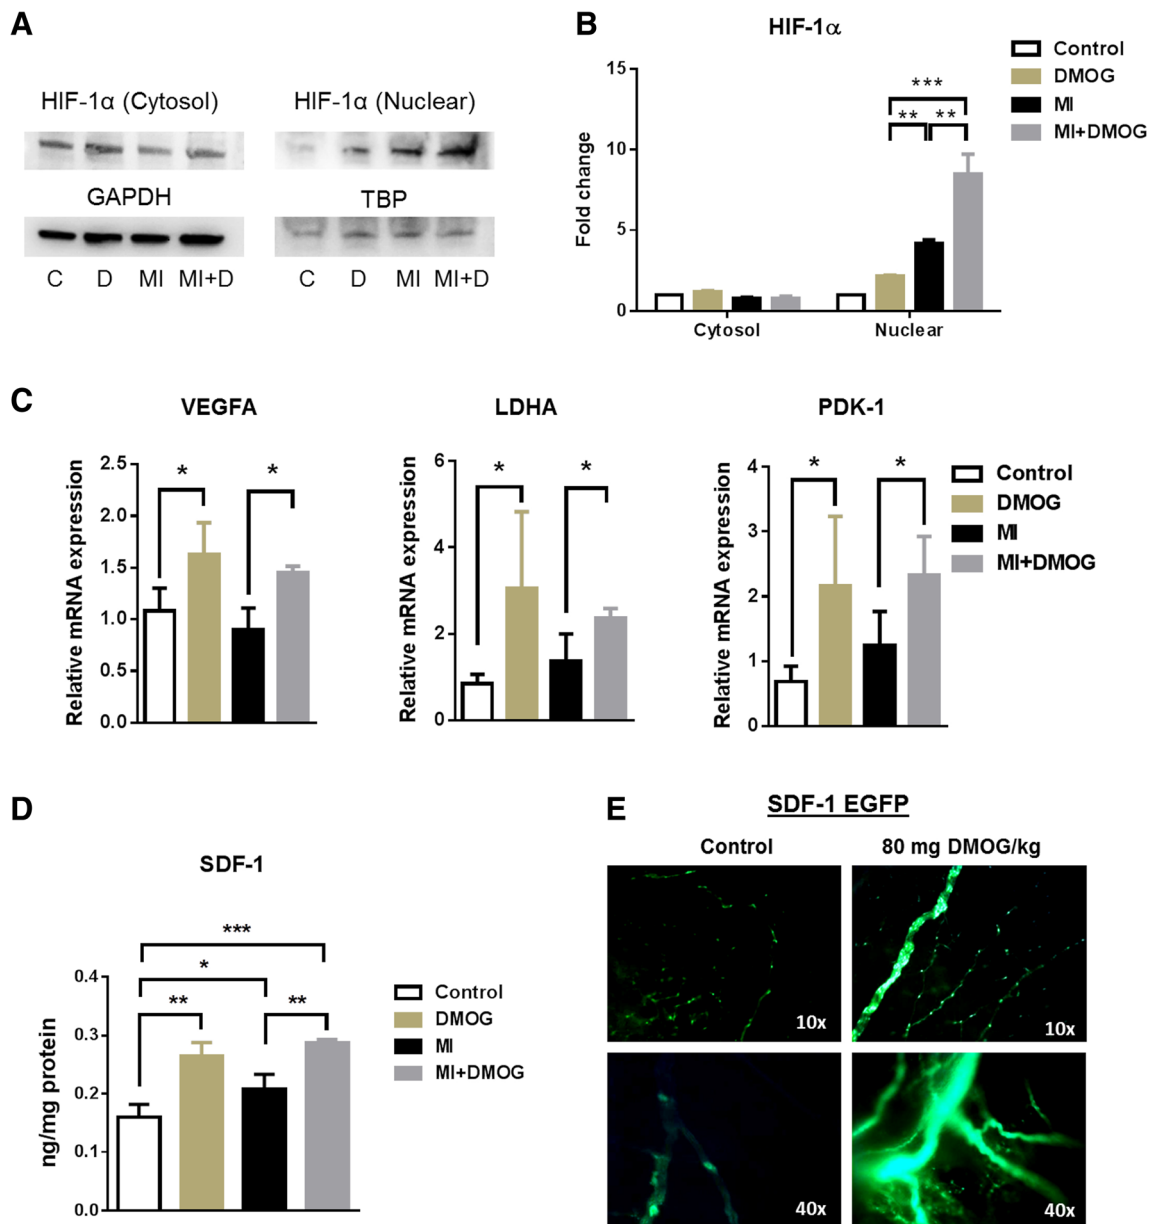 A
HIF-1α (Cytosol)
HIF-1α (Nuclear)
GAPDH
TBP
C D MI MI+D
C D MI MI+D
B
HIF-1α
Fold change
15
10
5
0
*** 
** **
Cytosol
Nuclear
Control
DMOG
MI
MI+DMOG
C
VEGFA
Relative mRNA expression
2.5
2.0
1.5
1.0
0.5
0.0
* *
LDHA
Relative mRNA expression
6
4
2
0
* *
PDK-1
Relative mRNA expression
4
3
2
1
0
* *
Control
DMOG
MI
MI+DMOG
D
SDF-1
ng/mg protein
0.4
0.3
0.2
0.1
0.0
***
*
** **
Control
DMOG
MI
MI+DMOG
E
SDF-1 EGFP
Control
80 mg DMOG/kg
10x
10x
40x
40x